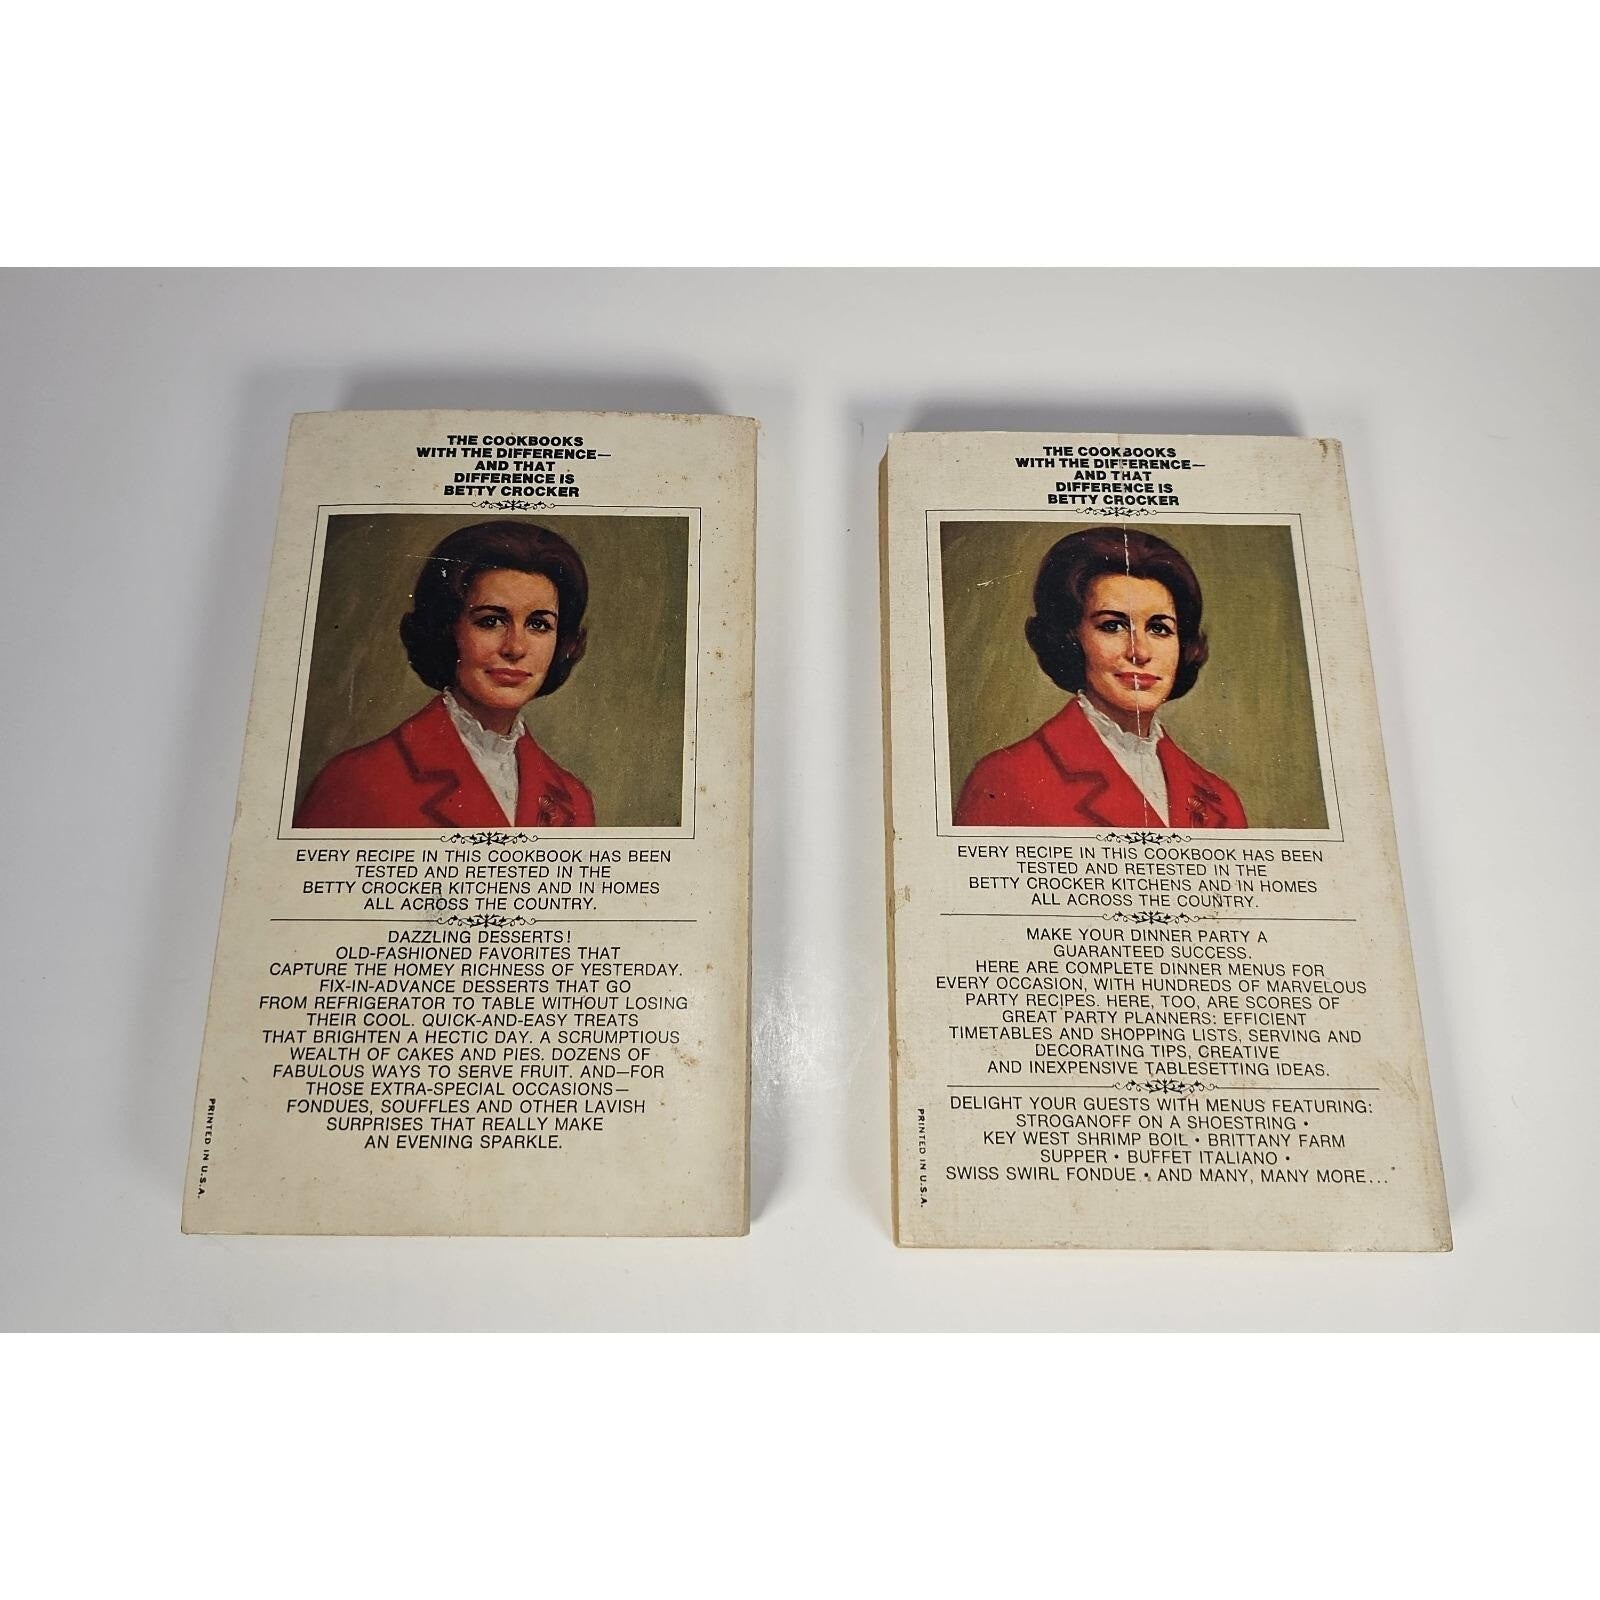 THE COOKBOOKS
WITH THE DIFFERENCE—
AND THAT
DIFFERENCE IS
BETTY CROCKER
EVERY RECIPE IN THIS COOKBOOK HAS BEEN
TESTED AND RETESTED IN THE
BETTY CROCKER KITCHENS AND IN HOMES
ALL ACROSS THE COUNTRY.
DAZZLING DESSERTS!
OLD-FASHIONED FAVORITES THAT
CAPTURE THE HOMEY RICHNESS OF YESTERDAY.
FIX-IN-ADVANCE DESSERTS THAT GO
FROM REFRIGERATOR TO TABLE WITHOUT LOSING
THEIR COOL. QUICK-AND-EASY TREATS
THAT BRIGHTEN A HECTIC DAY. A SCRUMPTIOUS
WEALTH OF CAKES AND PIES. DOZENS OF
FABULOUS WAYS TO SERVE FRUIT. AND—FOR
THOSE EXTRA-SPECIAL OCCASIONS—
FONDUES, SOUFFLES AND OTHER LAVISH
SURPRISES THAT REALLY MAKE
AN EVENING SPARKLE.
PRINTED IN U.S.A.
THE COOKBOOKS
WITH THE DIFFERENCE—
AND THAT
DIFFERENCE IS
BETTY CROCKER
EVERY RECIPE IN THIS COOKBOOK HAS BEEN
TESTED AND RETESTED IN THE
BETTY CROCKER KITCHENS AND IN HOMES
ALL ACROSS THE COUNTRY.
MAKE YOUR DINNER PARTY A
GUARANTEED SUCCESS.
HERE ARE COMPLETE DINNER MENUS FOR
EVERY OCCASION, WITH HUNDREDS OF MARVELOUS
PARTY RECIPES. HERE, TOO, ARE SCORES OF
GREAT PARTY PLANNERS: EFFICIENT
TIMETABLES AND SHOPPING LISTS, SERVING AND
DECORATING TIPS, CREATIVE
AND INEXPENSIVE TABLESETTING IDEAS.
DELIGHT YOUR GUESTS WITH MENUS FEATURING:
STROGANOFF ON A SHOESTRING •
KEY WEST SHRIMP BOIL • BRITTANY FARM
SUPPER • BUFFET ITALIANO •
SWISS SWIRL FONDUE • AND MANY, MANY MORE...
PRINTED IN U.S.A.